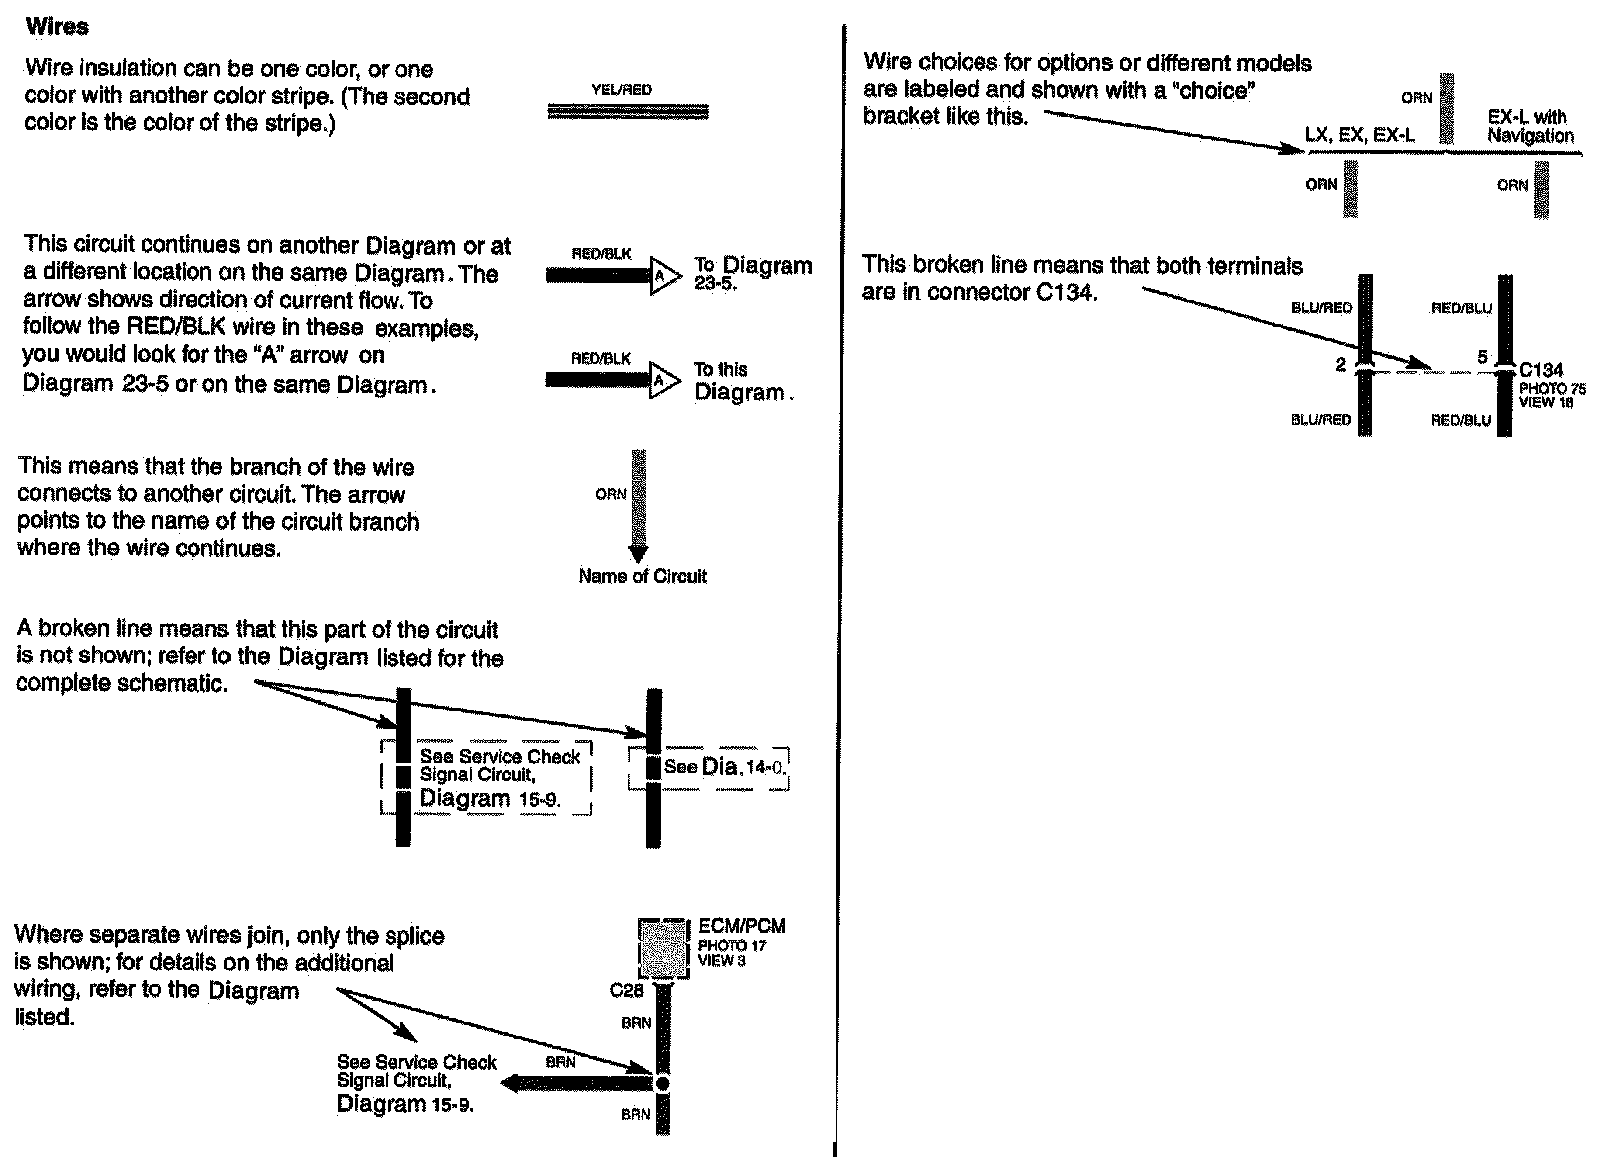 Wires
Wire insulation can be one color, or one
color with another color stripe. (The second
color is the color of the stripe.)
YEL/RED
This circuit continues on another Diagram or at
a different location on the same Diagram. The
arrow shows direction of current flow. To
follow the RED/BLK wire in these examples,
you would look for the "A" arrow on
Diagram 23-5 or on the same Diagram.
RED/BLK
A
To Diagram
23-5.
RED/BLK
A
To this
Diagram.
This means that the branch of the wire
connects to another circuit. The arrow
points to the name of the circuit branch
where the wire continues.
ORN
Name of Circuit
A broken line means that this part of the circuit
is not shown; refer to the Diagram listed for the
complete schematic.
See Service Check
Signal Circuit,
Diagram 15-9.
See Dia. 14-0.
Where separate wires join, only the splice
is shown; for details on the additional
wiring, refer to the Diagram
listed.
ECM/PCM
PHOTO 17
VIEW 3
C28
BRN
See Service Check
Signal Circuit,
Diagram 15-9.
BRN
BRN
Wire choices for options or different models
are labeled and shown with a "choice"
bracket like this.
ORN
LX, EX, EX-L
EX-L with
Navigation
ORN
ORN
This broken line means that both terminals
are in connector C134.
BLU/RED
RED/BLU
2
5
C134
PHOTO 75
VIEW 18
BLU/RED
RED/BLU